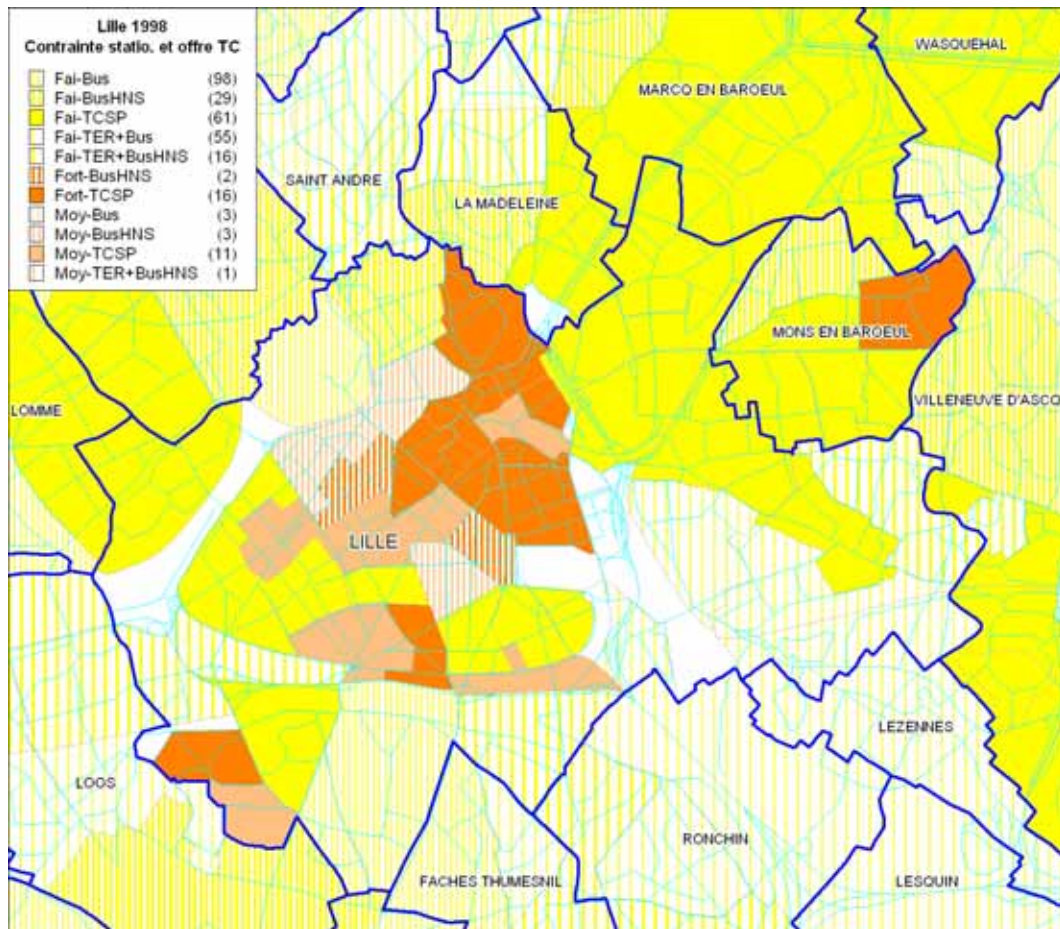 Lille 1998
Contrainte statio. et offre TC
Fai-Bus (98)
Fai-BusHNS (29)
Fai-TCSP (61)
Fai-TER+Bus (55)
Fai-TER+BusHNS (16)
Fort-BusHNS (2)
Fort-TCSP (16)
Moy-Bus (3)
Moy-BusHNS (3)
Moy-TCSP (11)
Moy-TER+BusHNS (1)
WASQUEHAL
MARCQ EN BAROEUL
SAINT ANDRE
LA MADELEINE
MONS EN BAROEUL
LOMME
VILLENEUVE D'ASCQ
LILLE
LEZENNES
LOOS
RONCHIN
FACHES THUMESNIL
LESQUIN